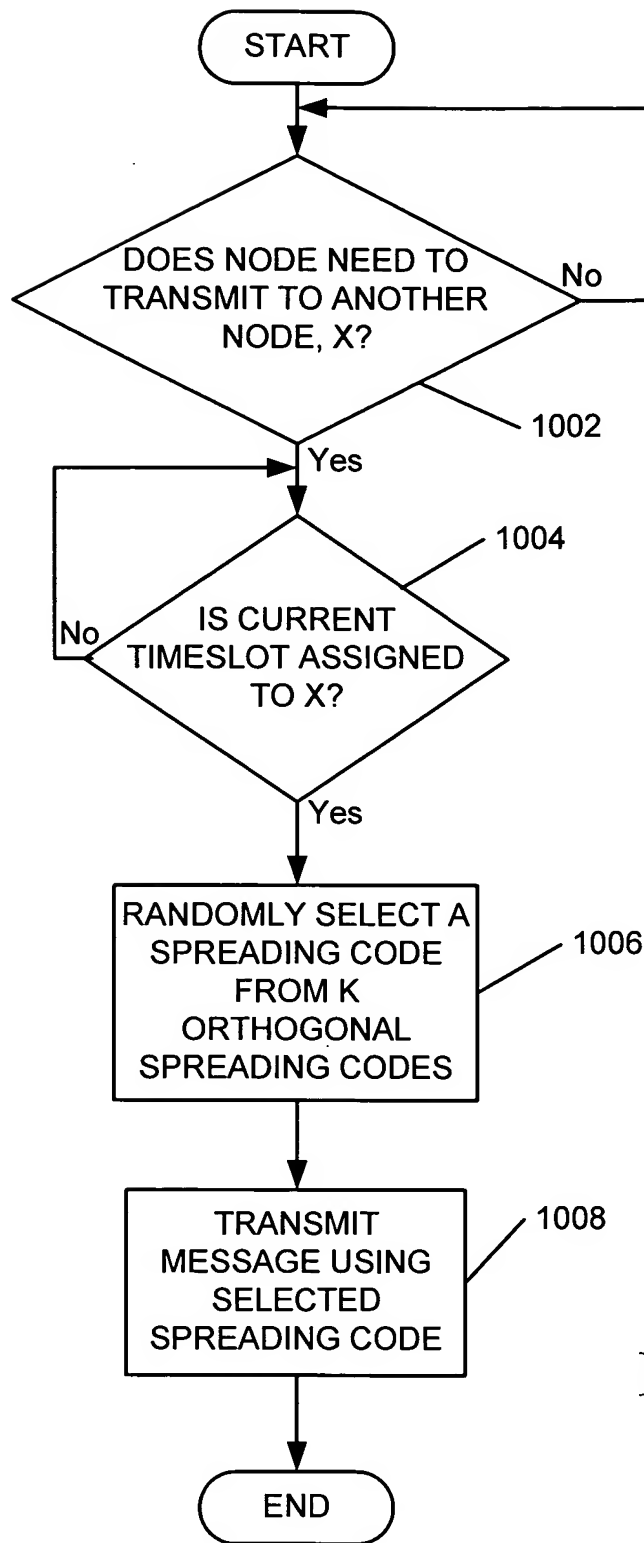 START
DOES NODE NEED TO
TRANSMIT TO ANOTHER
NODE, X?
No
1002
Yes
1004
IS CURRENT
TIMESLOT ASSIGNED
TO X?
No
Yes
RANDOMLY SELECT A
SPREADING CODE
FROM K
ORTHOGONAL
SPREADING CODES
1006
TRANSMIT
MESSAGE USING
SELECTED
SPREADING CODE
1008
END